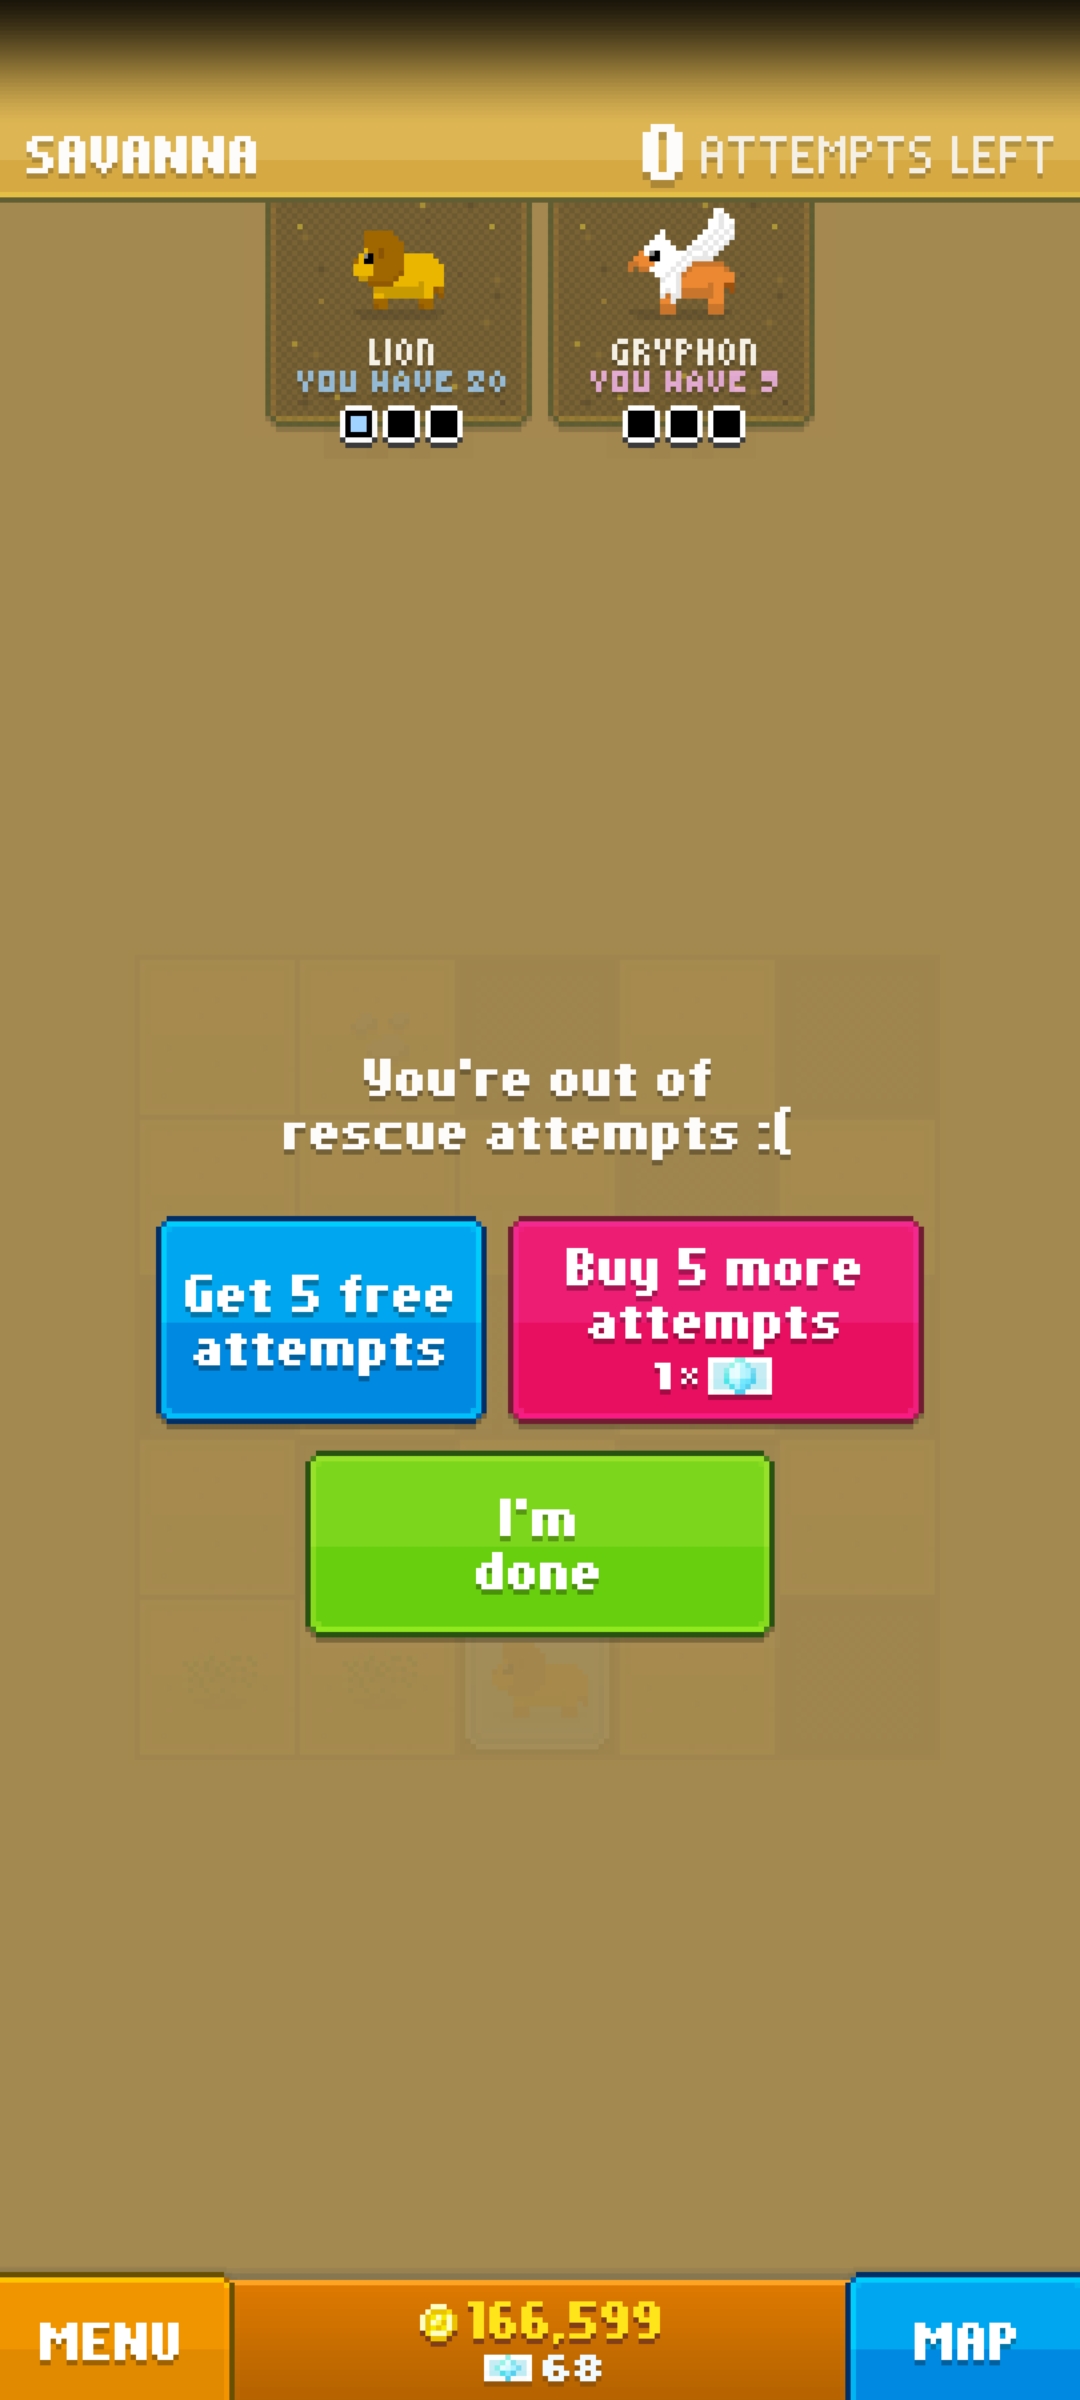 SAVANNA
0 ATTEMPTS LEFT
LION
YOU HAVE 20
GRYPHON
YOU HAVE 9
You're out of
rescue attempts :(
Get 5 free
attempts
Buy 5 more
attempts
1×
I'm
done
MENU
166,599
68
MAP